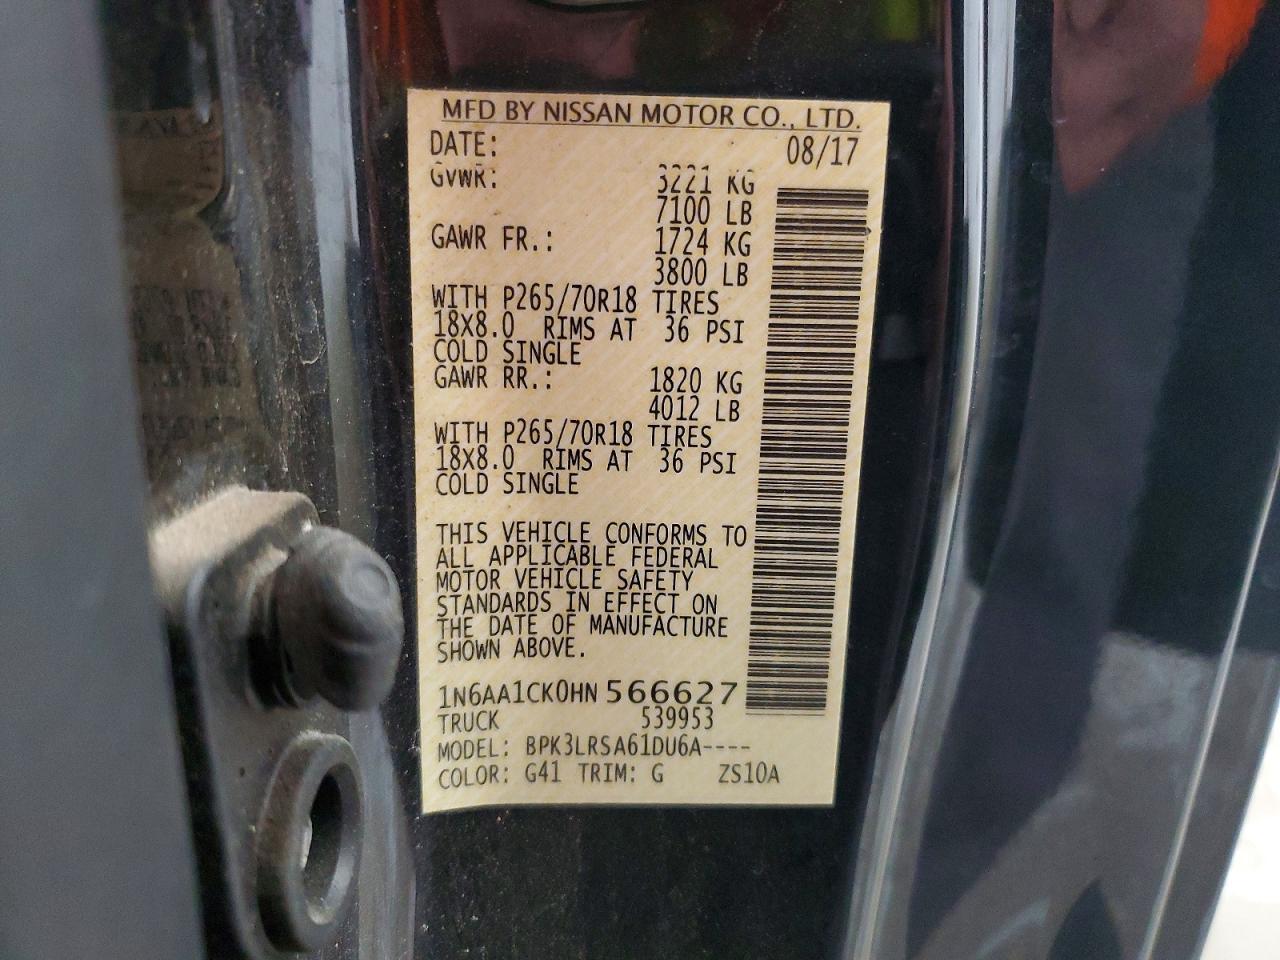 MFD BY NISSAN MOTOR CO., LTD.
DATE: 08/17
GVWR: 3221 KG
7100 LB
GAWR FR.: 1724 KG
3800 LB
WITH P265/70R18 TIRES
18X8.0 RIMS AT 36 PSI
COLD SINGLE
GAWR RR.: 1820 KG
4012 LB
WITH P265/70R18 TIRES
18X8.0 RIMS AT 36 PSI
COLD SINGLE
THIS VEHICLE CONFORMS TO
ALL APPLICABLE FEDERAL
MOTOR VEHICLE SAFETY
STANDARDS IN EFFECT ON
THE DATE OF MANUFACTURE
SHOWN ABOVE.
1N6AA1CK0HN 566627
TRUCK 539953
MODEL: BPK3LRSA61DU6A----
COLOR: G41 TRIM: G ZS10A